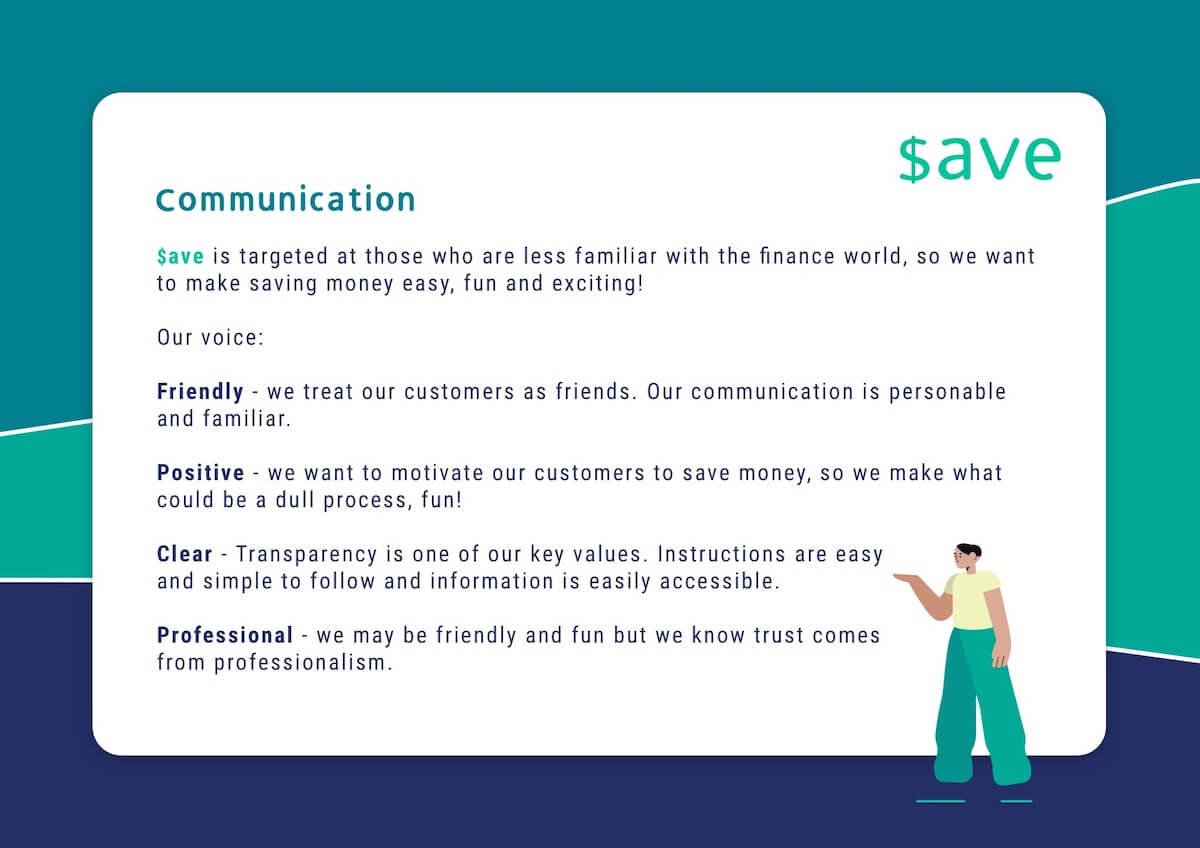 $ave
Communication
$ave is targeted at those who are less familiar with the finance world, so we want
to make saving money easy, fun and exciting!
Our voice:
Friendly - we treat our customers as friends. Our communication is personable
and familiar.
Positive - we want to motivate our customers to save money, so we make what
could be a dull process, fun!
Clear - Transparency is one of our key values. Instructions are easy
and simple to follow and information is easily accessible.
Professional - we may be friendly and fun but we know trust comes
from professionalism.